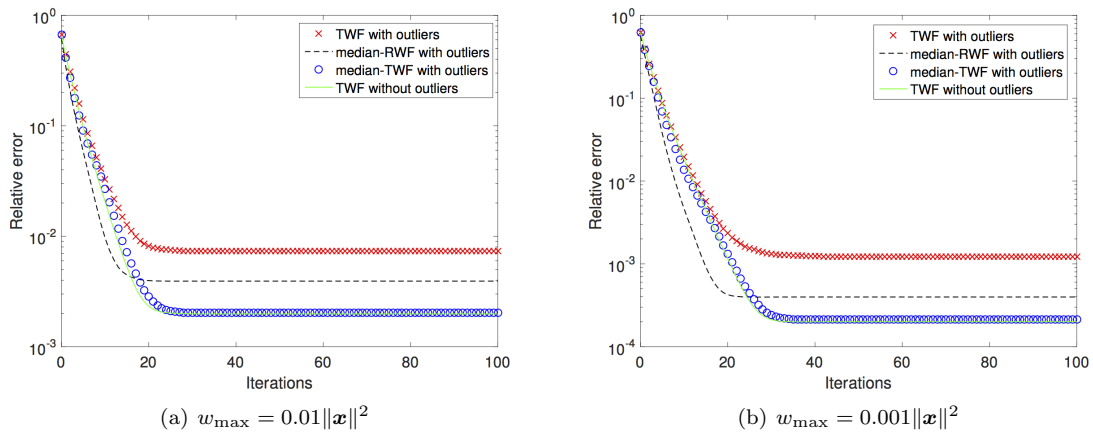 10^0
10^-1
10^-2
10^-3
Relative error
0 20 40 60 80 100
Iterations
TWF with outliers
median-RWF with outliers
median-TWF with outliers
TWF without outliers
(a) w_max = 0.01‖x‖^2
10^0
10^-1
10^-2
10^-3
10^-4
Relative error
0 20 40 60 80 100
Iterations
TWF with outliers
median-RWF with outliers
median-TWF with outliers
TWF without outliers
(b) w_max = 0.001‖x‖^2